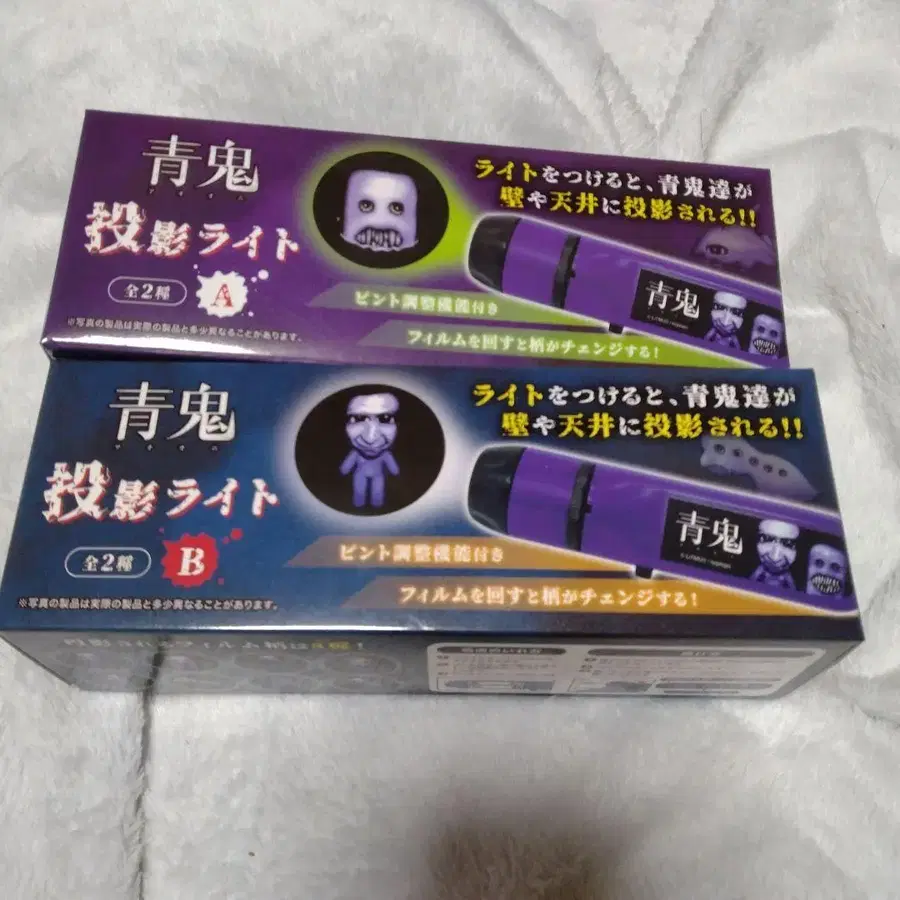 青鬼
アオオニ
投影ライト
全2種
A
※写真の製品は実際の製品と多少異なることがあります。
ライトをつけると、青鬼達が
壁や天井に投影される!!
青鬼
ピント調整機能付き
フィルムを回すと柄がチェンジする!
青鬼
アオオニ
投影ライト
全2種
B
※写真の製品は実際の製品と多少異なることがあります。
ライトをつけると、青鬼達が
壁や天井に投影される!!
青鬼
ピント調整機能付き
フィルムを回すと柄がチェンジする!